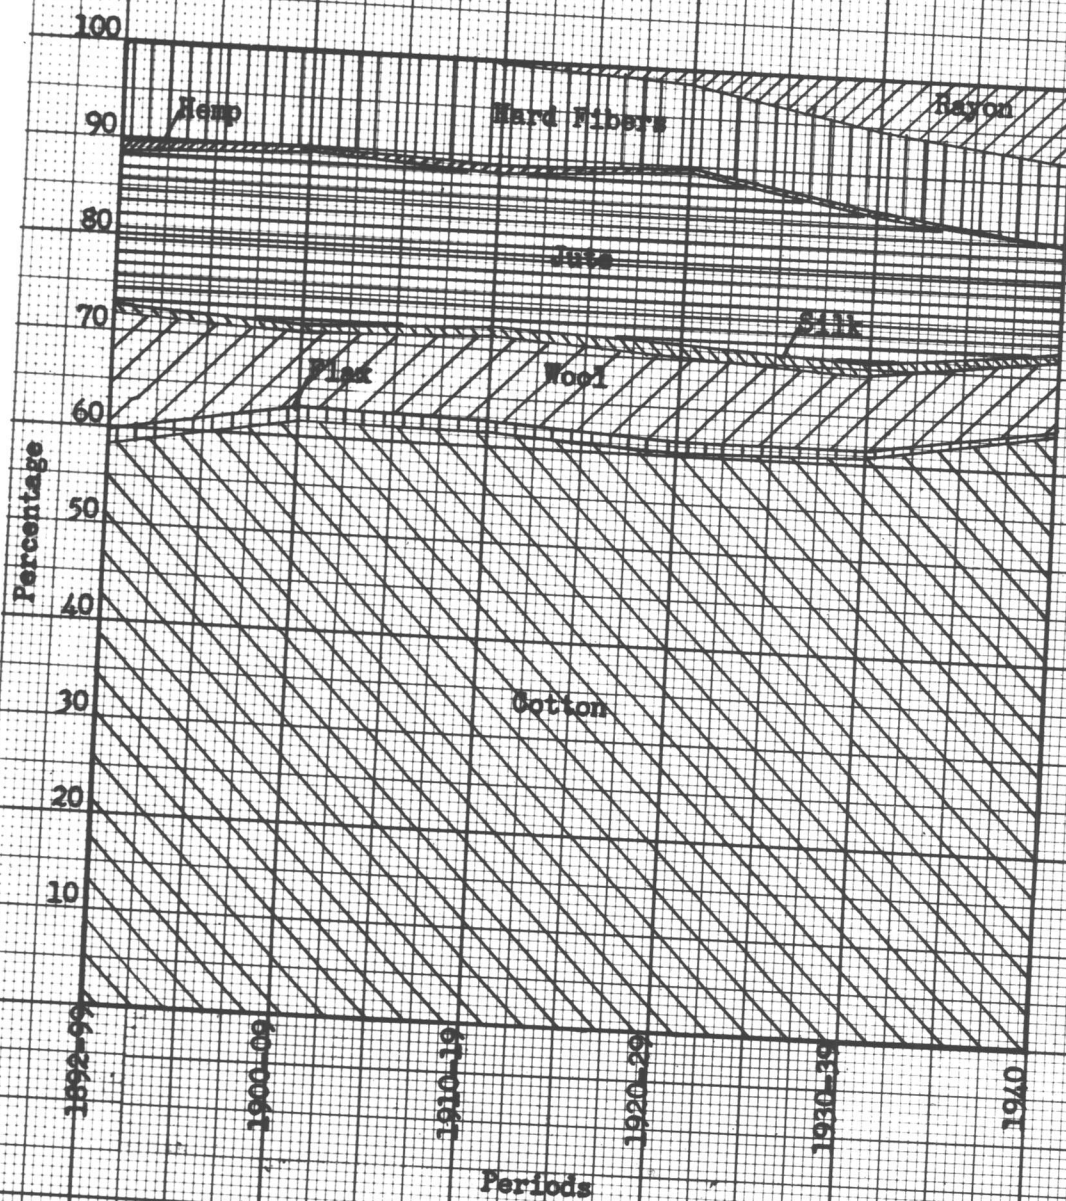 100
Rayon
Hemp
Hard Fibers
90
80
Jute
70
Silk
Flax
Wool
60
50
Percentage
40
Cotton
30
20
10
1892-99
1900-09
1910-19
1920-29
1930-39
1940
Periods